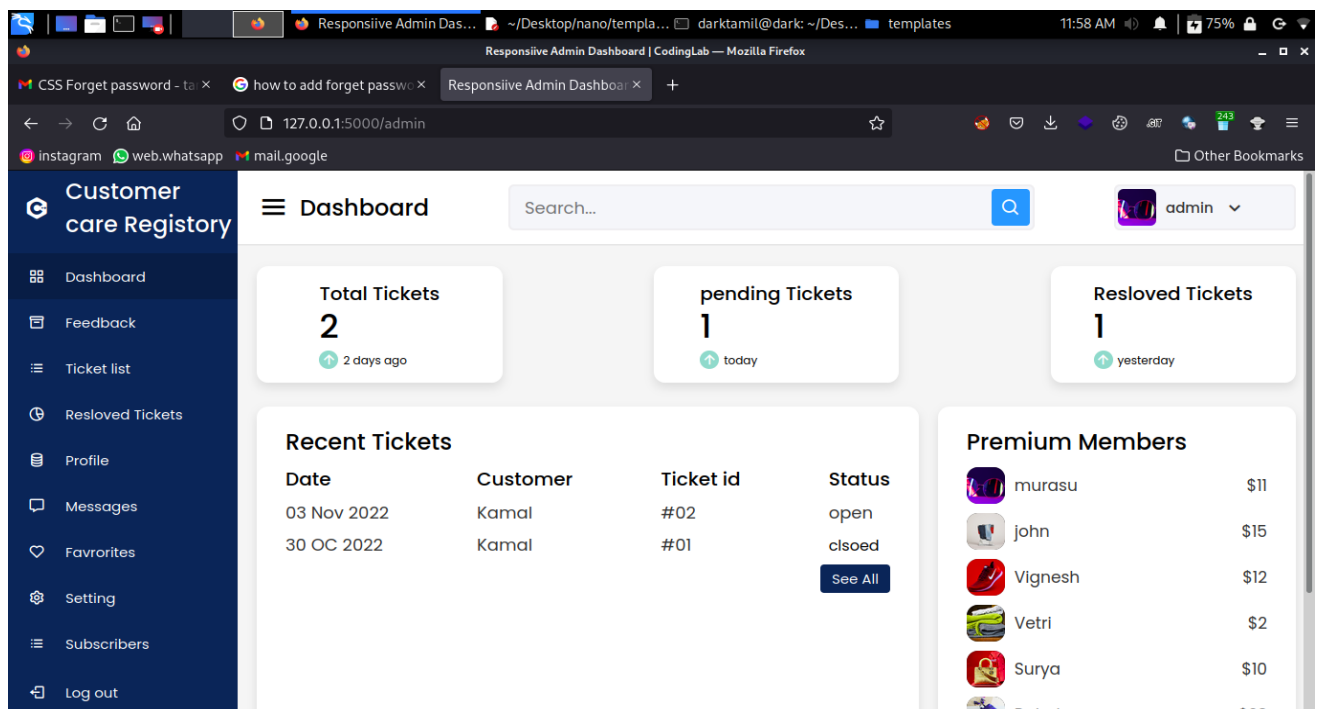 Responsiive Admin Das... ~/Desktop/nano/templa... darktamil@dark: ~/Des... templates 11:58 AM 75%
Responsiive Admin Dashboard | CodingLab — Mozilla Firefox
CSS Forget password - ta × how to add forget passwo × Responsiive Admin Dashboar × +
127.0.0.1:5000/admin 243
instagram web.whatsapp mail.google Other Bookmarks
Customer
care Registory
Dashboard
Search...
admin
Dashboard
Feedback
Ticket list
Resloved Tickets
Profile
Messages
Favrorites
Setting
Subscribers
Log out
Total Tickets
2
2 days ago
pending Tickets
1
today
Resloved Tickets
1
yesterday
Recent Tickets
Date Customer Ticket id Status
03 Nov 2022 Kamal #02 open
30 OC 2022 Kamal #01 clsoed
See All
Premium Members
murasu $11
john $15
Vignesh $12
Vetri $2
Surya $10